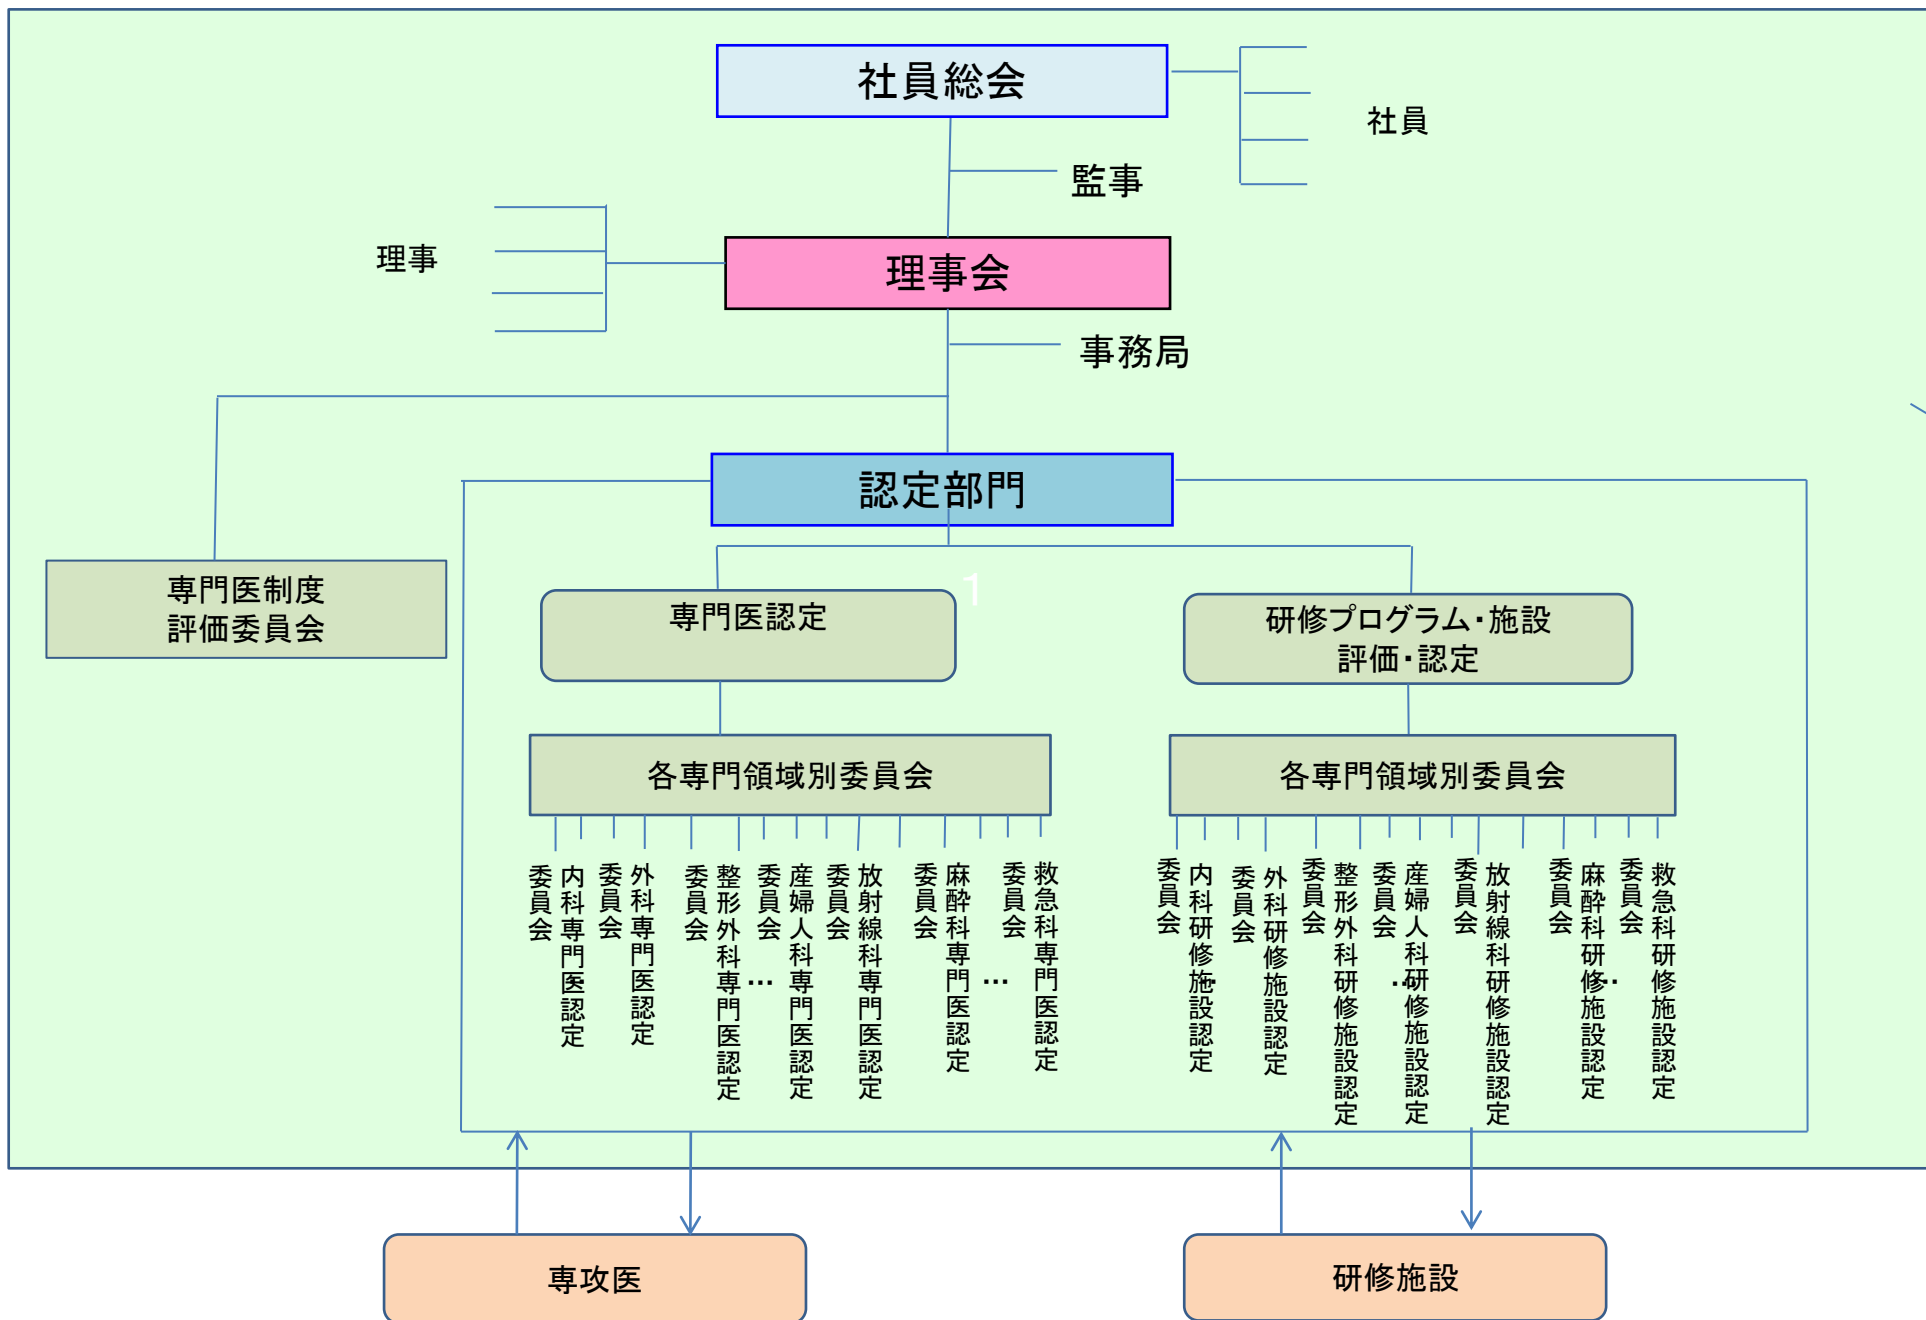 社員総会
社員
監事
理事
理事会
事務局
認定部門
専門医制度
評価委員会
1
専門医認定
研修プログラム・施設
評価・認定
各専門領域別委員会
各専門領域別委員会
内科専門医認定
委員会
外科専門医認定
委員会
整形外科専門医認定
委員会
…
産婦人科専門医認定
委員会
放射線科専門医認定
委員会
麻酔科専門医認定
委員会
…
救急科専門医認定
委員会
内科研修施設認定
委員会
…
外科研修施設認定
委員会
整形外科研修施設認定
委員会
…
産婦人科研修施設認定
委員会
放射線科研修施設認定
委員会
麻酔科研修施設認定
委員会
…
救急科研修施設認定
委員会
専攻医
研修施設